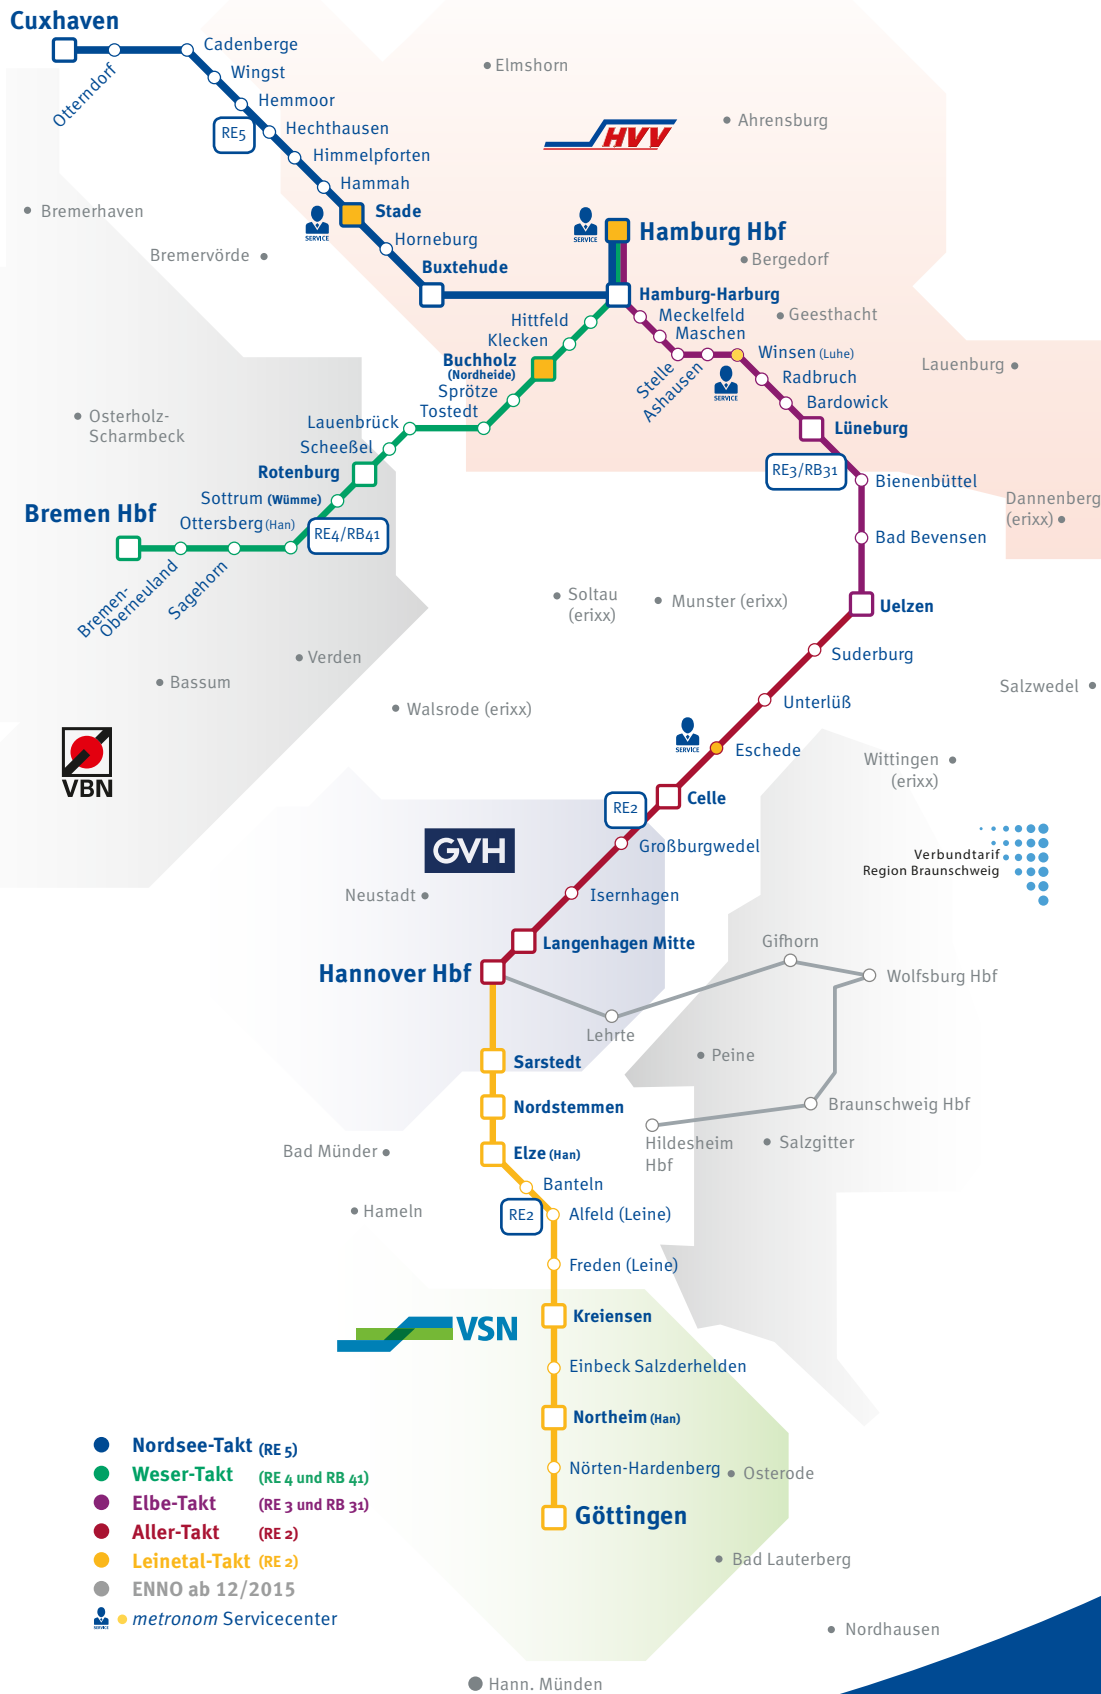 Cuxhaven
Otterndorf
Cadenberge
Wingst
Hemmoor
RE5
Hechthausen
Himmelpforten
Hammah
Stade
SERVICE
Horneburg
Buxtehude
Elmshorn
Ahrensburg
HVV
Bremerhaven
Bremervörde
SERVICE
Hamburg Hbf
Bergedorf
Hamburg-Harburg
Hittfeld
Klecken
Buchholz
(Nordheide)
Sprötze
Tostedt
Meckelfeld
Maschen
Geesthacht
Stelle
Ashausen
SERVICE
Winsen (Luhe)
Radbruch
Bardowick
Lüneburg
Lauenburg
RE3/RB31
Bienenbüttel
Dannenberg
(erixx)
Bad Bevensen
Uelzen
Osterholz-
Scharmbeck
Lauenbrück
Scheeßel
Rotenburg
Sottrum (Wümme)
Ottersberg (Han)
RE4/RB41
Bremen Hbf
Bremen-
Oberneuland
Sagehorn
Soltau
(erixx)
Munster (erixx)
Verden
Bassum
Walsrode (erixx)
VBN
Suderburg
Unterlüß
Salzwedel
SERVICE
Eschede
Wittingen
(erixx)
Celle
RE2
Großburgwedel
GVH
Verbundtarif
Region Braunschweig
Neustadt
Isernhagen
Langenhagen Mitte
Hannover Hbf
Gifhorn
Wolfsburg Hbf
Lehrte
Peine
Sarstedt
Nordstemmen
Braunschweig Hbf
Hildesheim
Hbf
Salzgitter
Bad Münder
Elze (Han)
Banteln
Hameln
RE2
Alfeld (Leine)
Freden (Leine)
VSN
Kreiensen
Einbeck Salzderhelden
Northeim (Han)
Nörten-Hardenberg
Osterode
Göttingen
Bad Lauterberg
Nordhausen
Hann. Münden
Nordsee-Takt (RE 5)
Weser-Takt (RE 4 und RB 41)
Elbe-Takt (RE 3 und RB 31)
Aller-Takt (RE 2)
Leinetal-Takt (RE 2)
ENNO ab 12/2015
SERVICE metronom Servicecenter